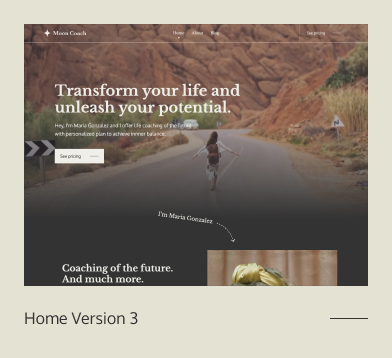 Moon Coach
Home About Blog
See pricing
Transform your life and
unleash your potential.
Hey, I'm Maria Gonzalez and I offer life coaching of the future
with personalized plan to achieve immer balance.
See pricing
I'm Maria Gonzalez
Coaching of the future.
And much more.
Home Version 3